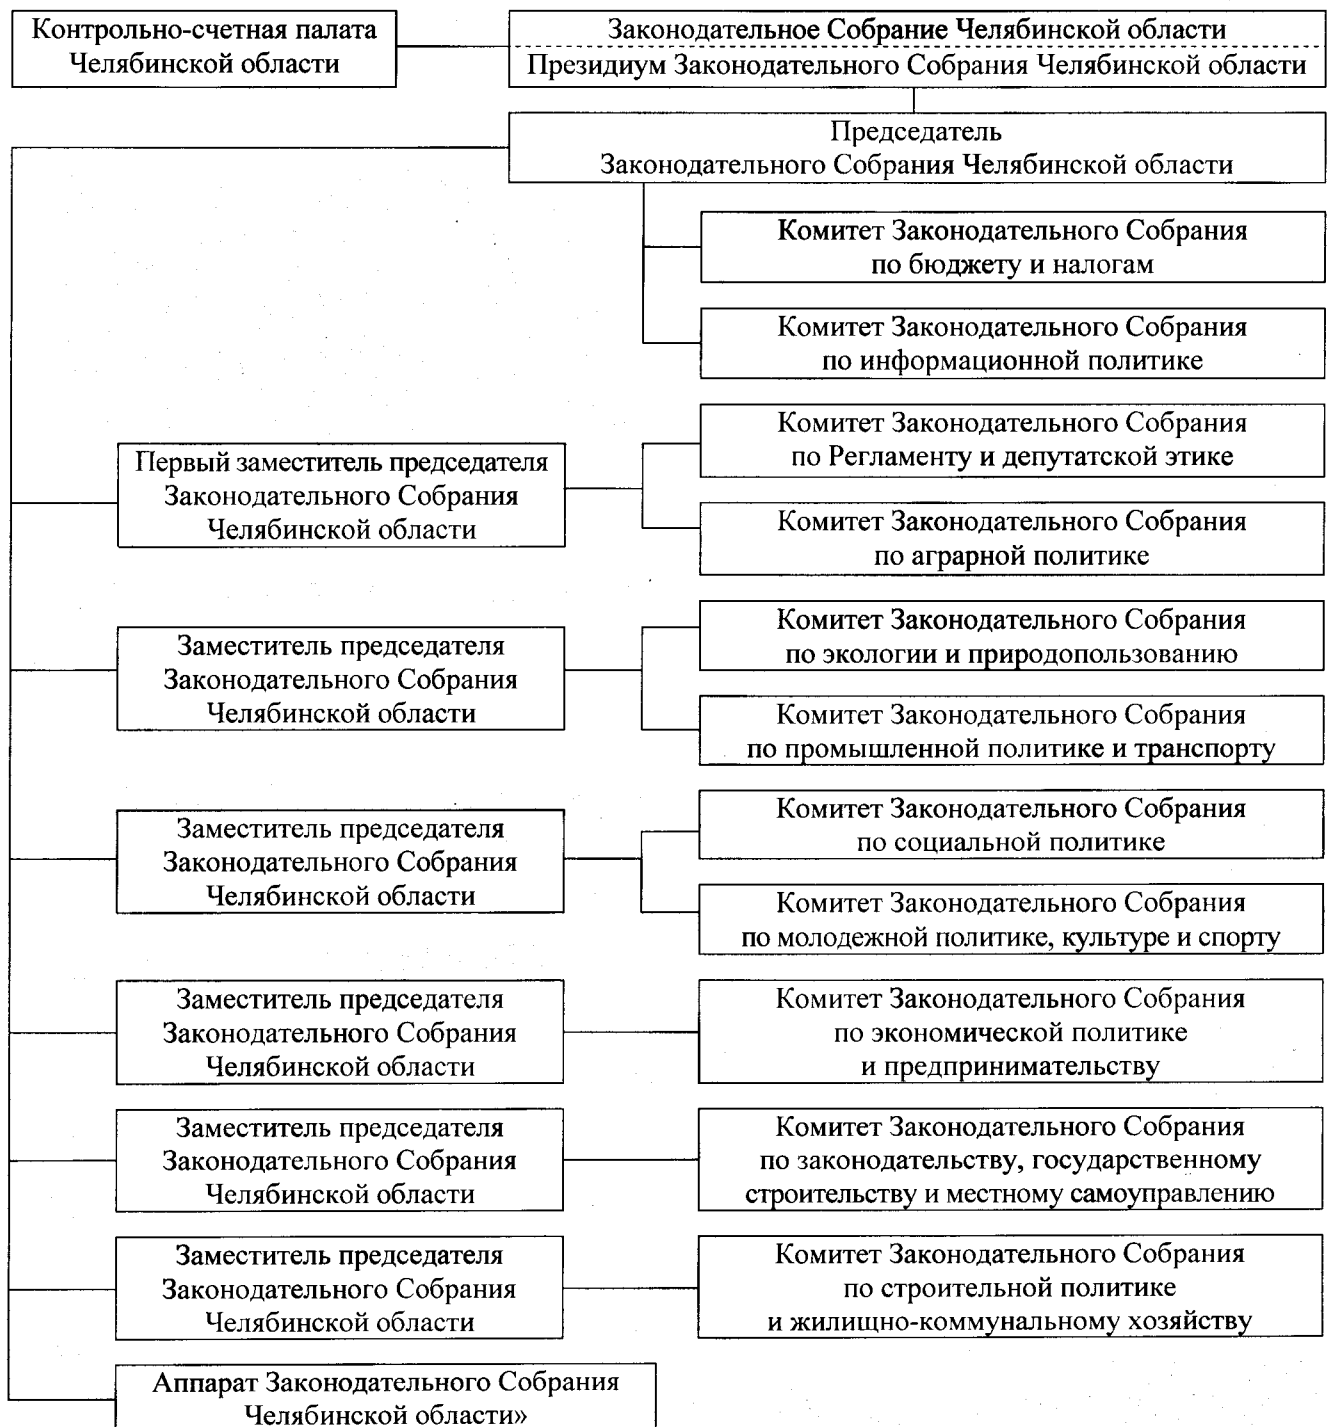 Контрольно-счетная палата
Челябинской области
Законодательное Собрание Челябинской области
Президиум Законодательного Собрания Челябинской области
Председатель
Законодательного Собрания Челябинской области
Комитет Законодательного Собрания
по бюджету и налогам
Комитет Законодательного Собрания
по информационной политике
Первый заместитель председателя
Законодательного Собрания
Челябинской области
Комитет Законодательного Собрания
по Регламенту и депутатской этике
Комитет Законодательного Собрания
по аграрной политике
Заместитель председателя
Законодательного Собрания
Челябинской области
Комитет Законодательного Собрания
по экологии и природопользованию
Комитет Законодательного Собрания
по промышленной политике и транспорту
Заместитель председателя
Законодательного Собрания
Челябинской области
Комитет Законодательного Собрания
по социальной политике
Комитет Законодательного Собрания
по молодежной политике, культуре и спорту
Заместитель председателя
Законодательного Собрания
Челябинской области
Комитет Законодательного Собрания
по экономической политике
и предпринимательству
Заместитель председателя
Законодательного Собрания
Челябинской области
Комитет Законодательного Собрания
по законодательству, государственному
строительству и местному самоуправлению
Заместитель председателя
Законодательного Собрания
Челябинской области
Комитет Законодательного Собрания
по строительной политике
и жилищно-коммунальному хозяйству
Аппарат Законодательного Собрания
Челябинской области»